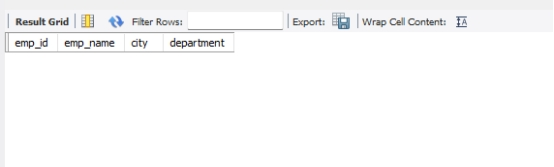 Result Grid Filter Rows: Export: Wrap Cell Content:
emp_id emp_name city department